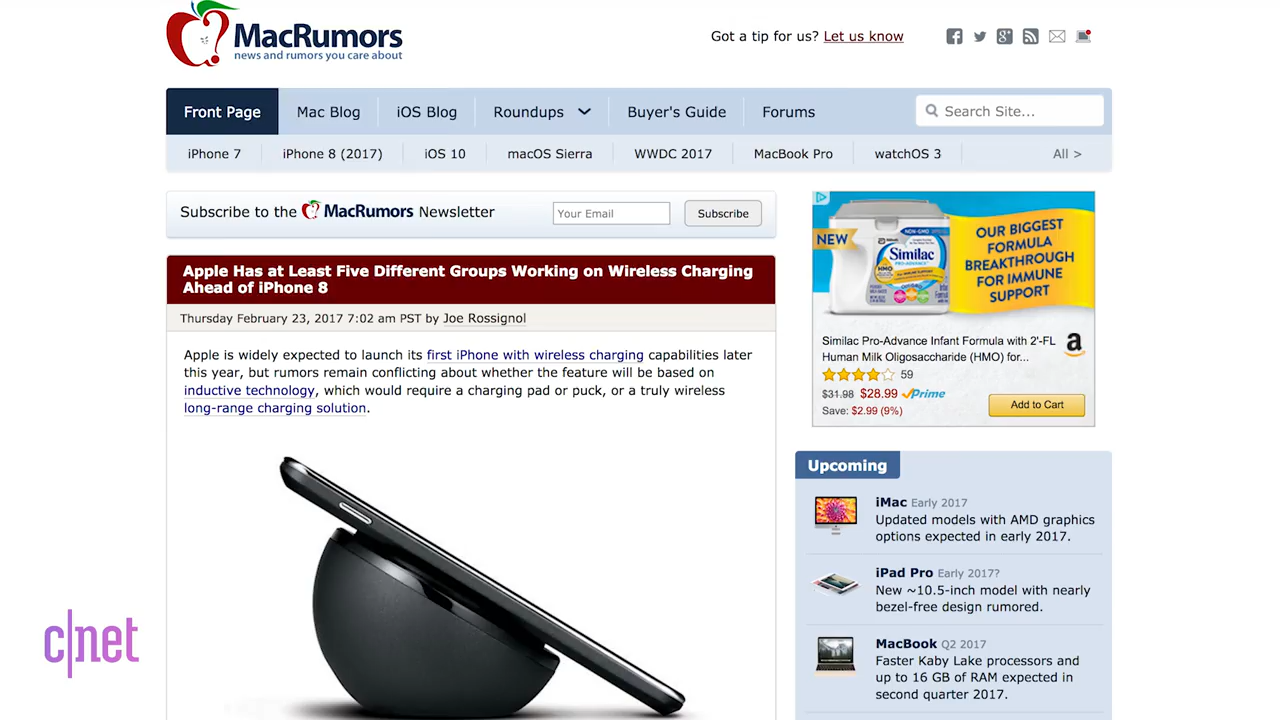 MacRumors
news and rumors you care about
Got a tip for us? Let us know
Front Page
Mac Blog
iOS Blog
Roundups
Buyer's Guide
Forums
Search Site...
iPhone 7
iPhone 8 (2017)
iOS 10
macOS Sierra
WWDC 2017
MacBook Pro
watchOS 3
All >
Subscribe to the MacRumors Newsletter
Your Email
Subscribe
Apple Has at Least Five Different Groups Working on Wireless Charging
Ahead of iPhone 8
Thursday February 23, 2017 7:02 am PST by Joe Rossignol
Apple is widely expected to launch its first iPhone with wireless charging capabilities later
this year, but rumors remain conflicting about whether the feature will be based on
inductive technology, which would require a charging pad or puck, or a truly wireless
long-range charging solution.
NEW
Abbott
NON-GMO
Similac
PRO-ADVANCE
HMO
OUR BIGGEST
FORMULA
BREAKTHROUGH
FOR IMMUNE
SUPPORT
Similac Pro-Advance Infant Formula with 2'-FL
Human Milk Oligosaccharide (HMO) for...
a
59
$31.98 $28.99 Prime
Save: $2.99 (9%)
Add to Cart
Upcoming
iMac Early 2017
Updated models with AMD graphics
options expected in early 2017.
iPad Pro Early 2017?
New ~10.5-inch model with nearly
bezel-free design rumored.
MacBook Q2 2017
Faster Kaby Lake processors and
up to 16 GB of RAM expected in
second quarter 2017.
c|net